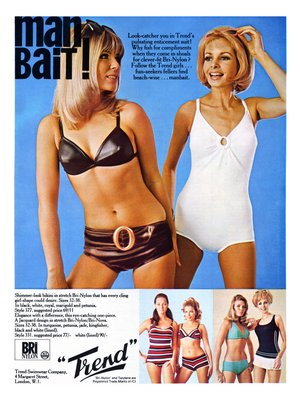 man
BaiT!
Look-catcher you in Trend's
pulsating enticement suit!
Why fish for compliments
when they come in shoals
for clever-fit Bri-Nylon?
Follow the Trend girls ...
fun-seekers fellers find
beach-wise ... manbait.
Shimmer-look bikini in stretch Bri-Nylon that has every cling
girl-shape could desire. Sizes 32-38.
In black, white, royal, marigold and petunia.
Style 327, suggested price 69/11
Elegance with a difference, this eye-catching one-piece.
A Jacquard design in stretch Bri-Nylon/Bri-Nova.
Sizes 32-38. In turquoise, petunia, jade, kingfisher,
black and white (lined).
Style 331, suggested price 77/- white (lined) 90/-
BRI
NYLON
"Trend"
Trend Swimwear Company,
4 Margaret Street,
London, W.1.
Bri-Nylon and
Registered Trade Marks of